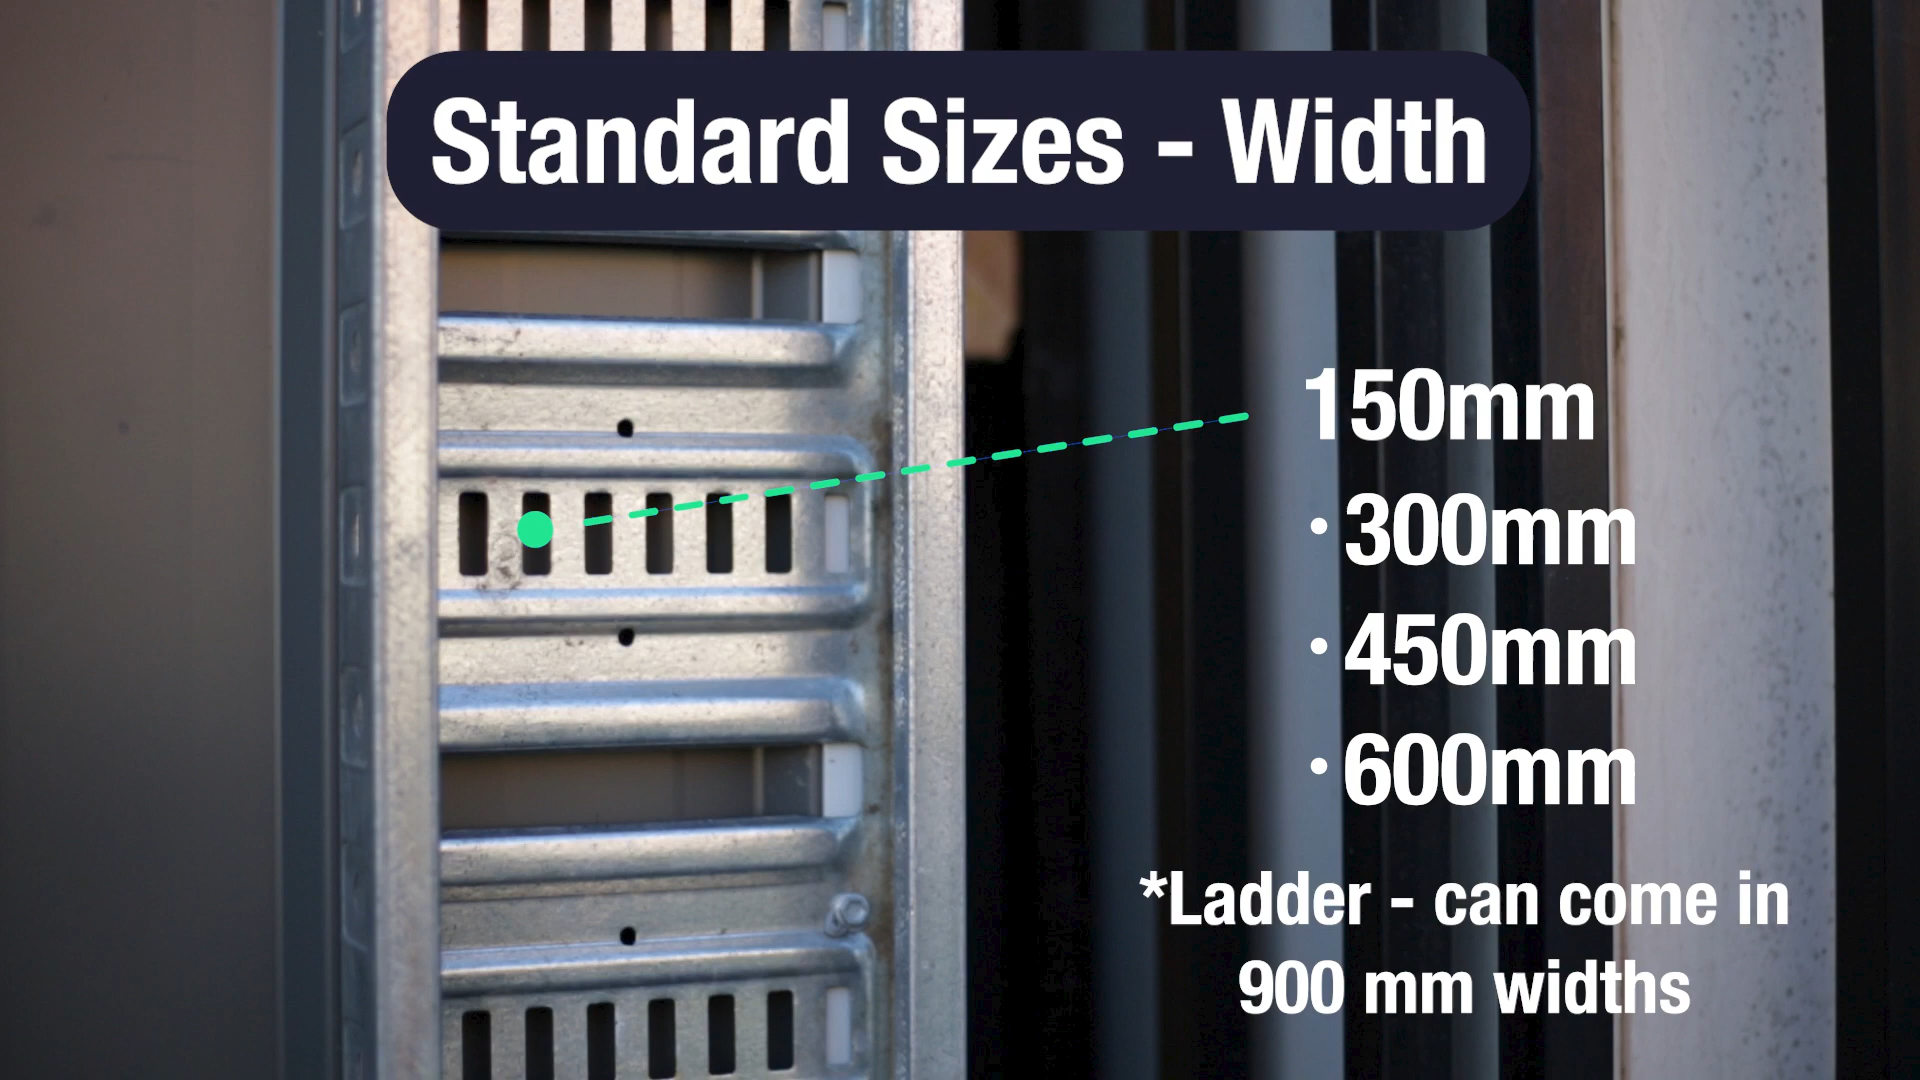 Standard Sizes - Width
150mm
• 300mm
• 450mm
• 600mm
*Ladder - can come in
900 mm widths